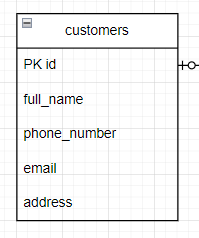 customers
PK id
full_name
phone_number
email
address